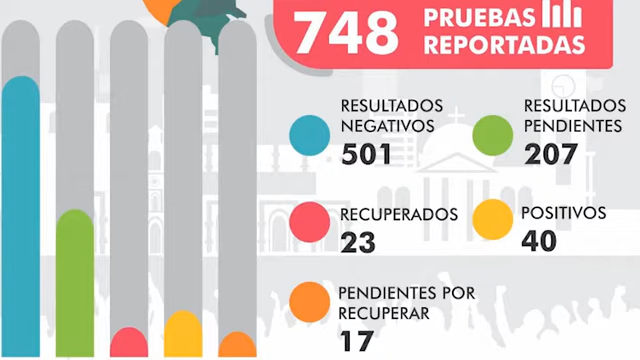 748 PRUEBAS
REPORTADAS
RESULTADOS
NEGATIVOS
501
RESULTADOS
PENDIENTES
207
RECUPERADOS
23
POSITIVOS
40
PENDIENTES POR
RECUPERAR
17